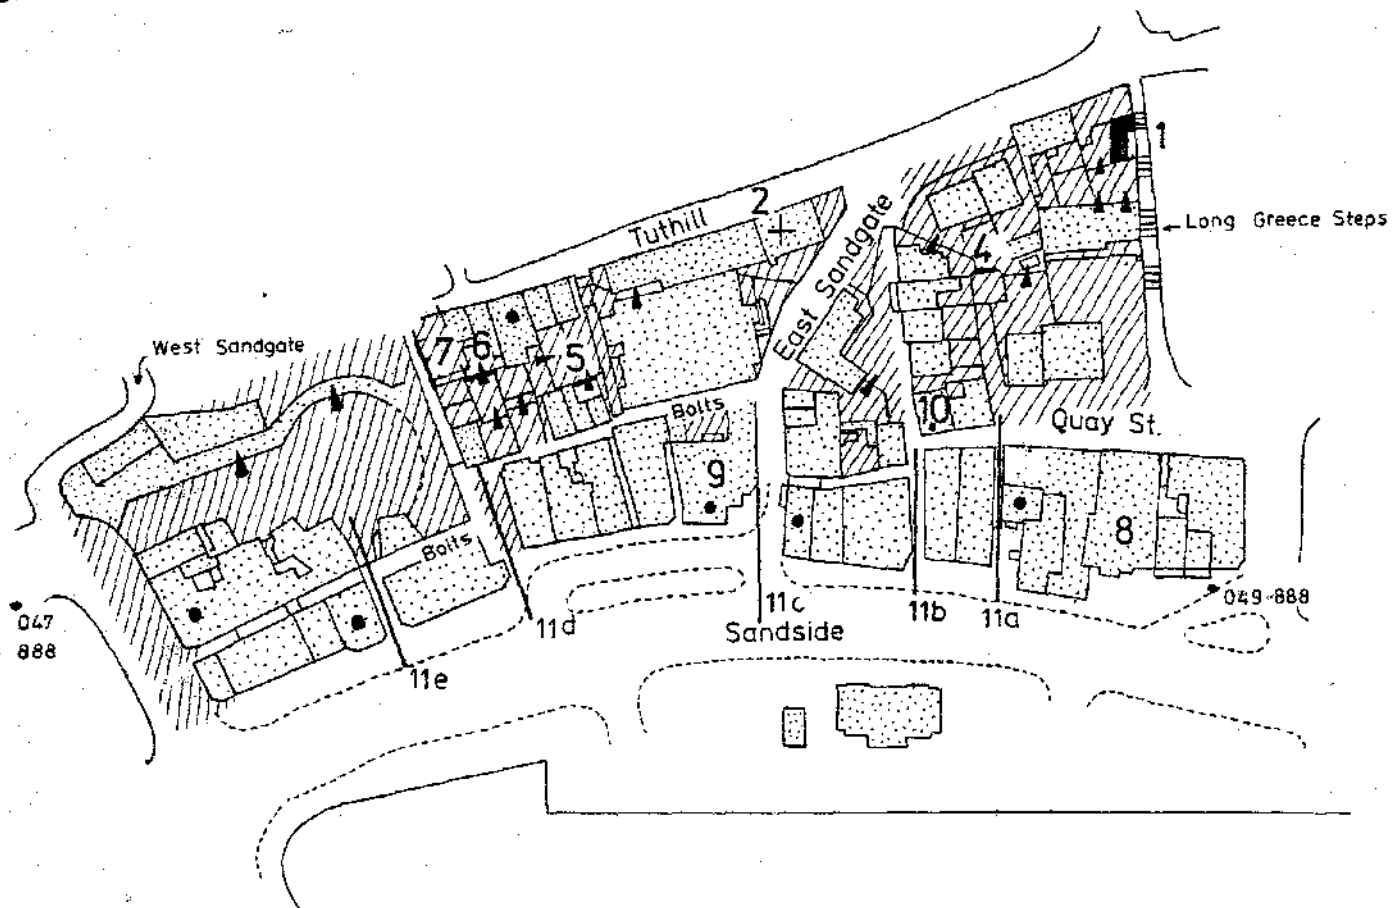 1
Long Greece Steps
2
Tuthill
East Sandgate
4
West Sandgate
7
6
5
Bolts
10
Quay St.
9
8
Bolts
047
888
049-888
11c
11b
11a
11d
Sandside
11e